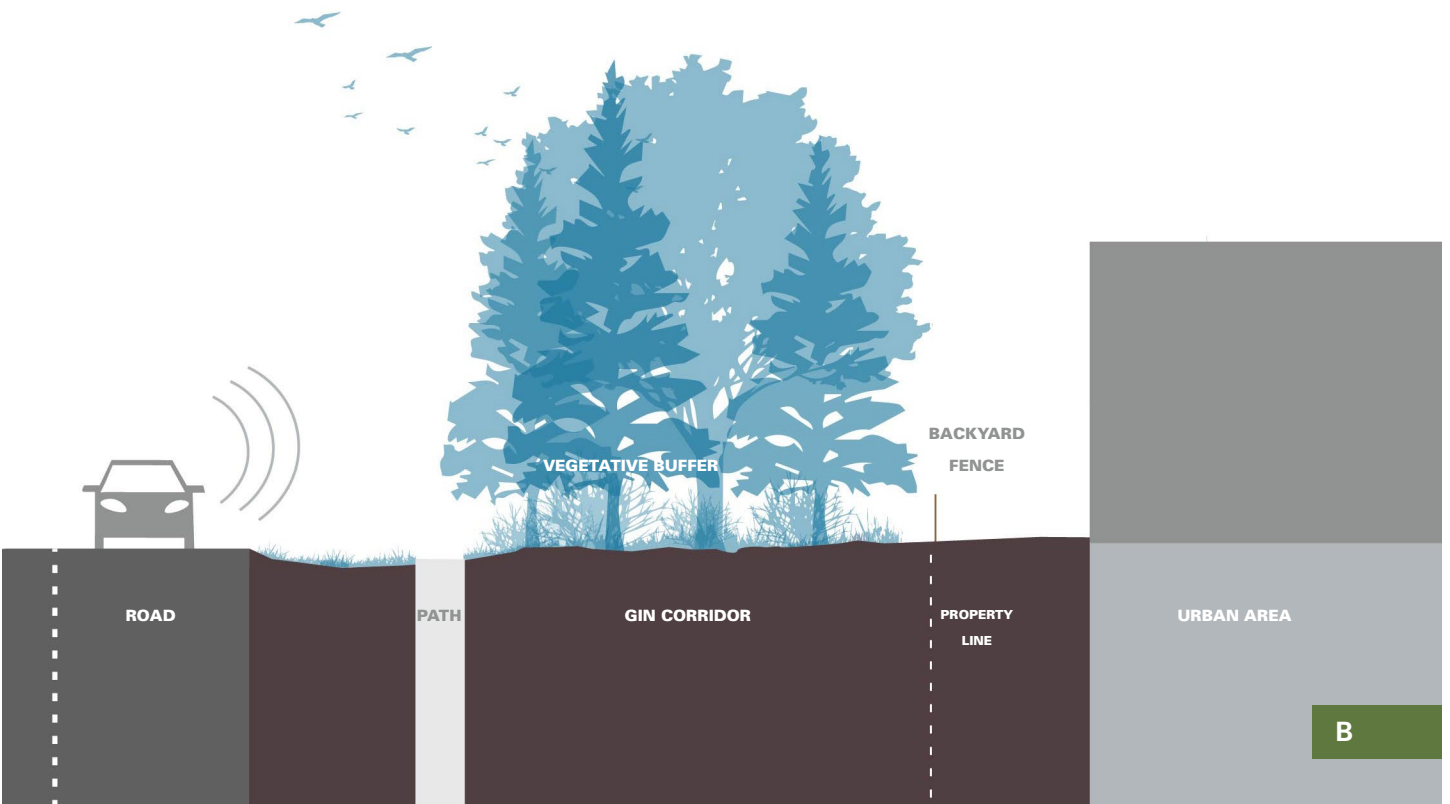 BACKYARD
FENCE
VEGETATIVE BUFFER
ROAD
PATH
GIN CORRIDOR
PROPERTY
LINE
URBAN AREA
B